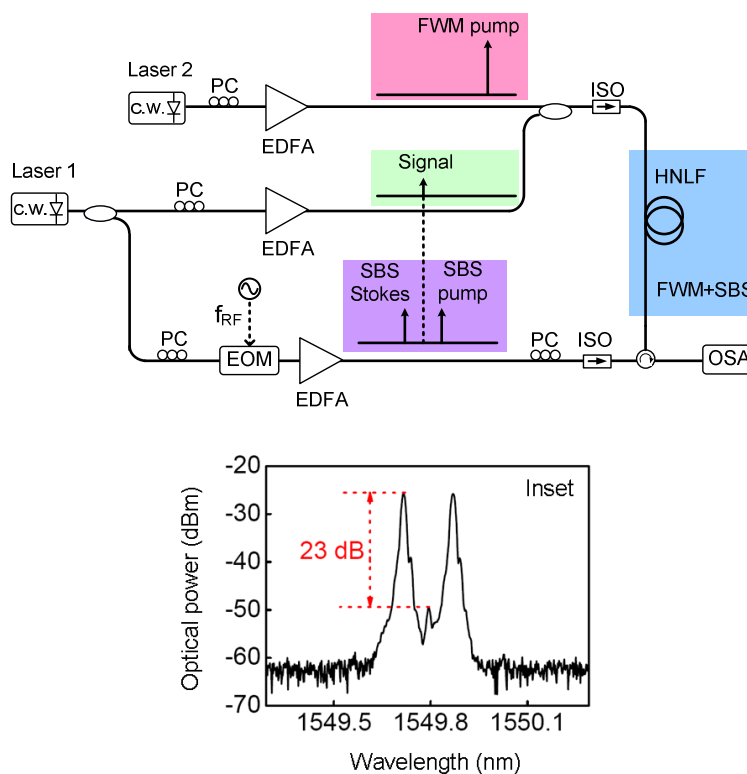 FWM pump
Laser 2
PC
ISO
c.w.
EDFA
Signal
HNLF
Laser 1
PC
c.w.
EDFA
SBS Stokes
SBS pump
FWM+SBS
fRF
PC
PC
ISO
EOM
OSA
EDFA
-20
Inset
-30
23 dB
-40
-50
-60
-70
Optical power (dBm)
1549.5 1549.8 1550.1
Wavelength (nm)